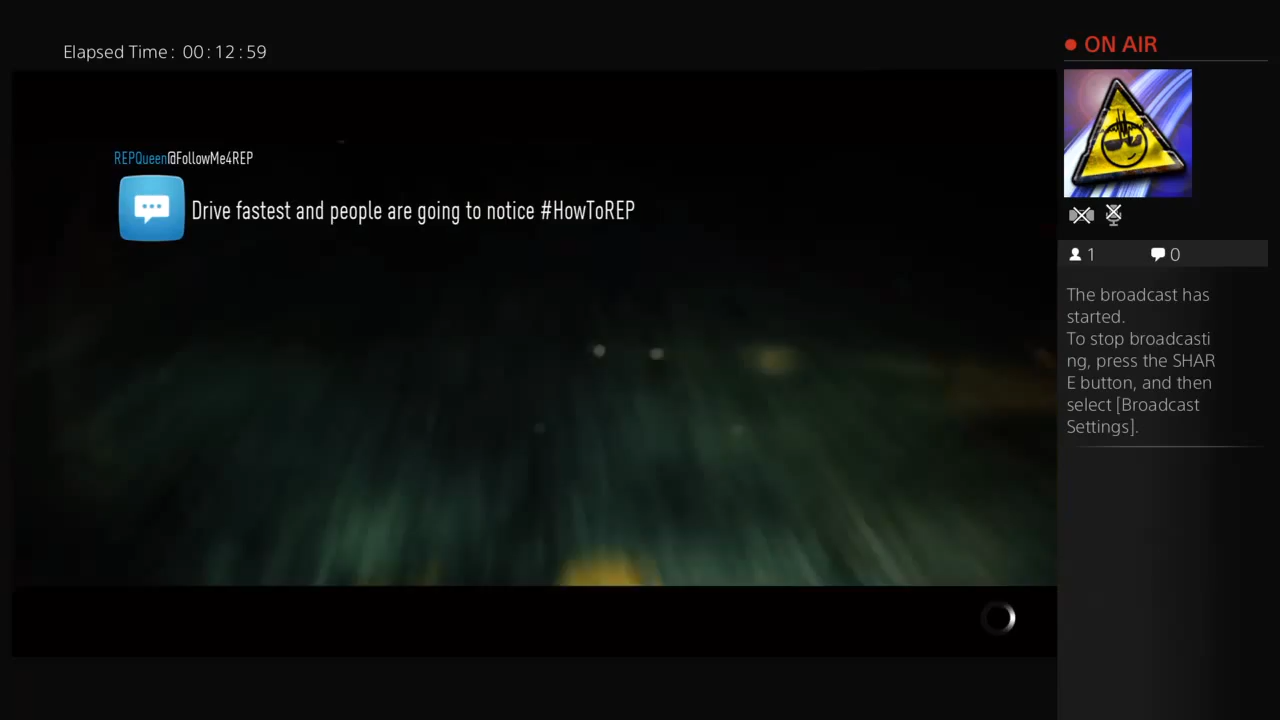 Elapsed Time: 00:12:59
ON AIR
REPQueen@FollowMe4REP
Drive fastest and people are going to notice #HowToREP
1 0
The broadcast has
started.
To stop broadcasti
ng, press the SHAR
E button, and then
select [Broadcast
Settings].